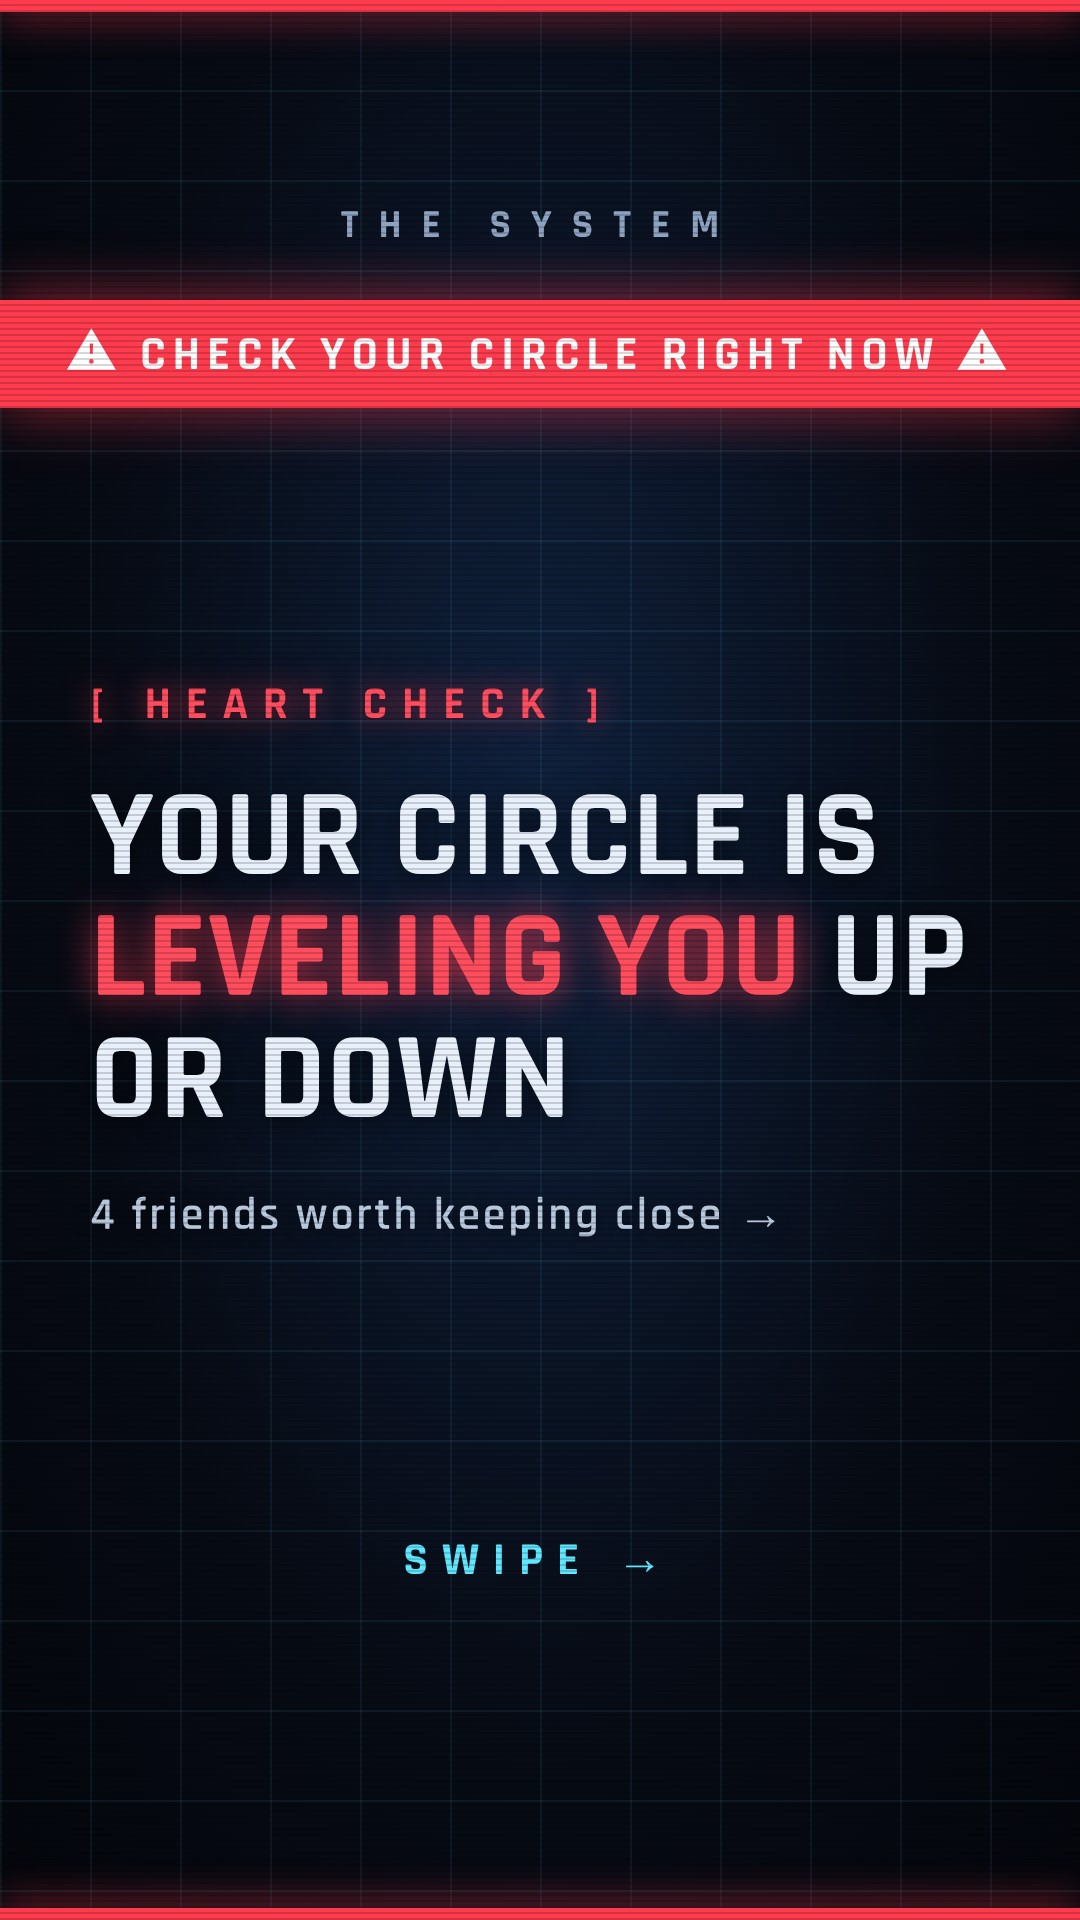 THE SYSTEM
⚠ CHECK YOUR CIRCLE RIGHT NOW ⚠
[ HEART CHECK ]
YOUR CIRCLE IS
LEVELING YOU UP
OR DOWN
4 friends worth keeping close →
SWIPE →